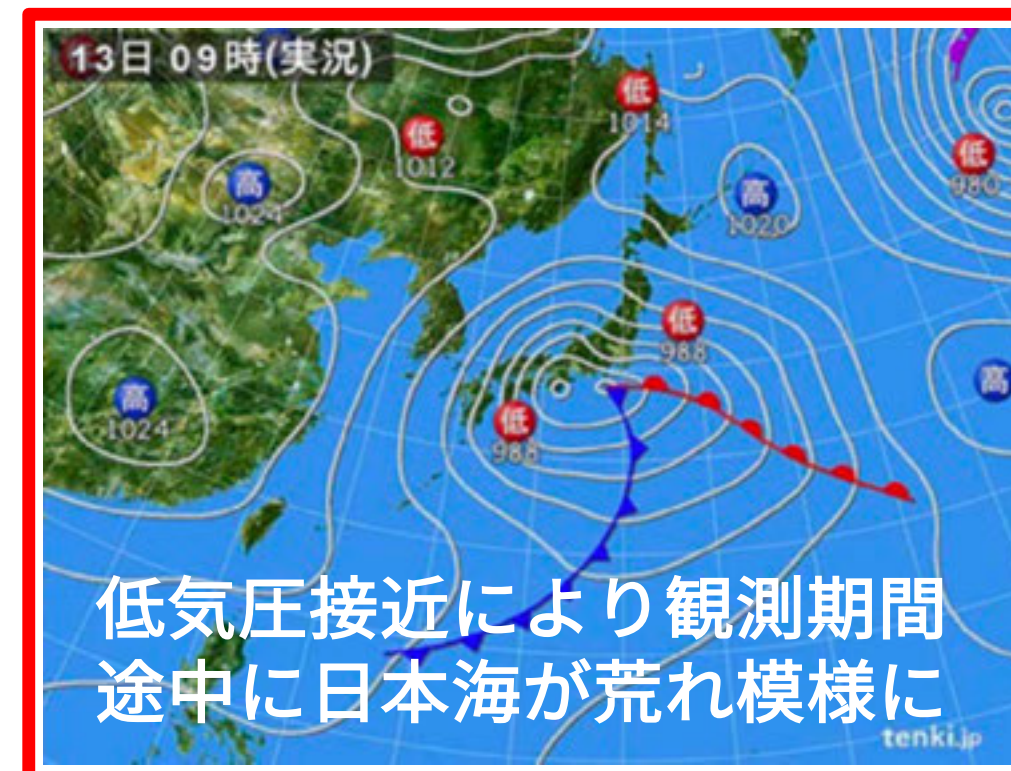 13日 09時(実況)
低
1014
低
1012
低
980
高
1024
高
1020
低
988
高
高
1024
低
988
低気圧接近により観測期間
途中に日本海が荒れ模様に
tenki.jp